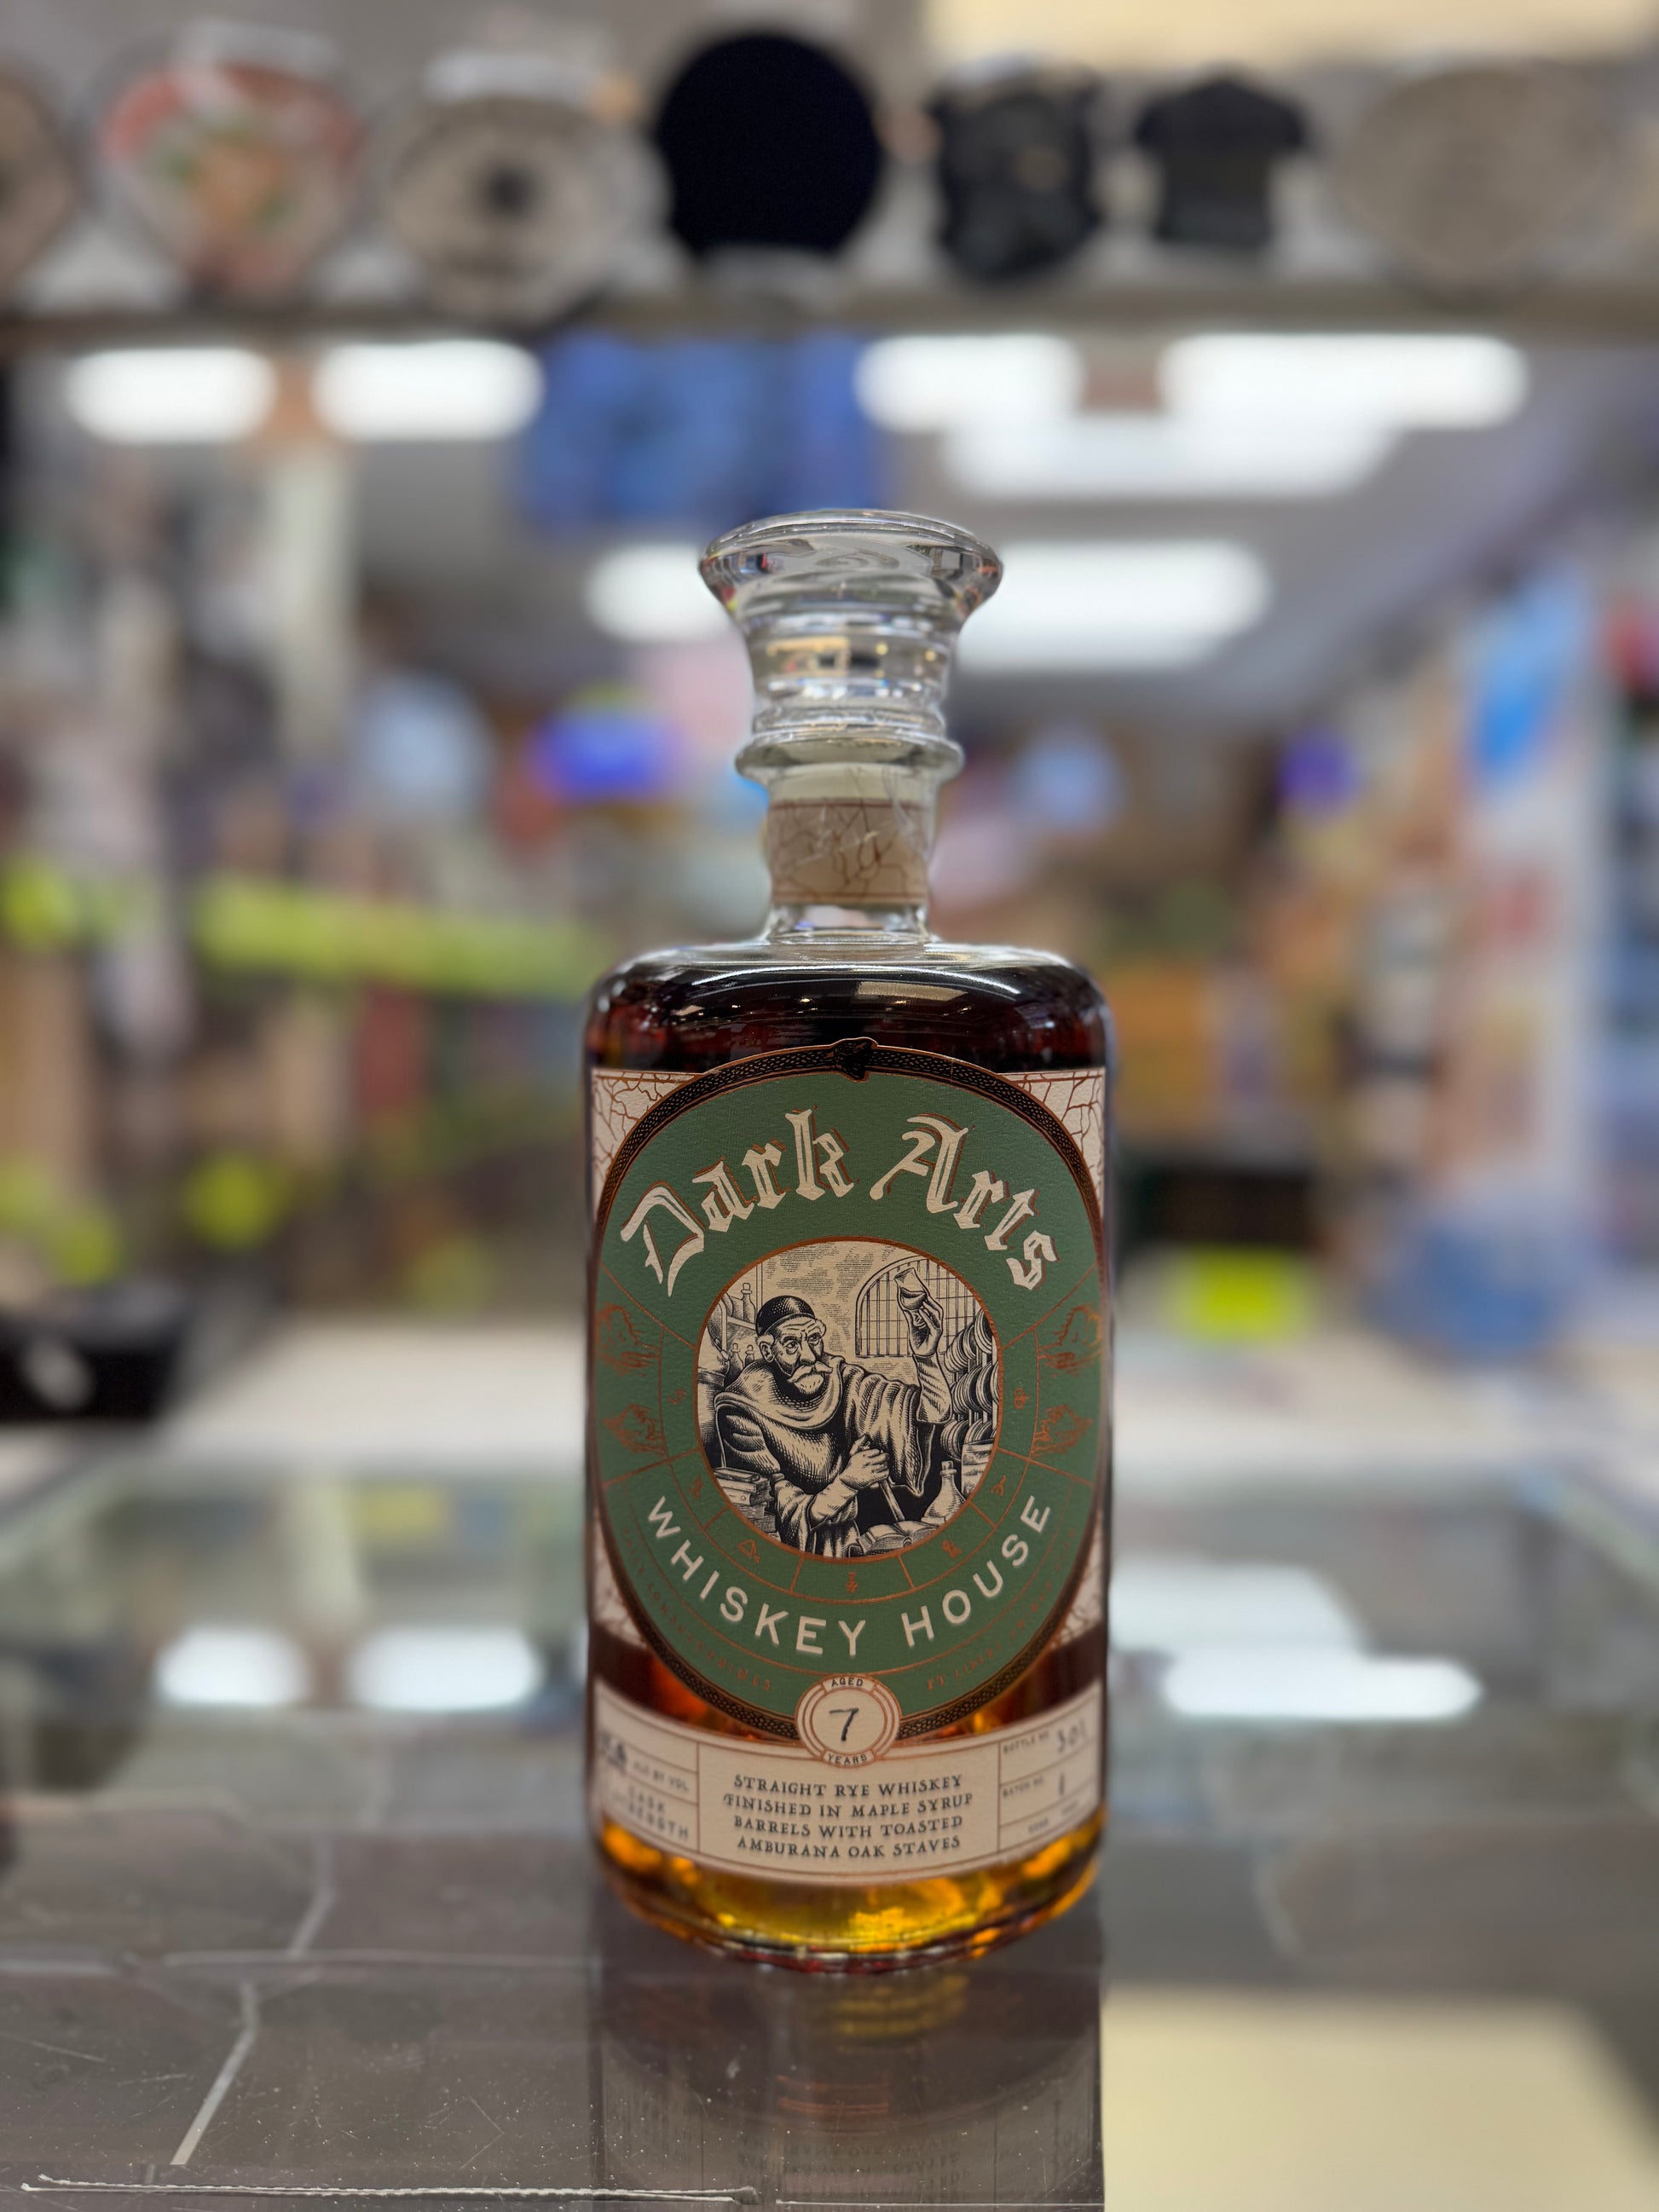 Dark Arts
WHISKEY HOUSE
AGED
7
YEARS
ALC BY VOL
CASK
STRENGTH
STRAIGHT RYE WHISKEY
FINISHED IN MAPLE SYRUP
BARRELS WITH TOASTED
AMBURANA OAK STAVES
BOTTLE NO. 301
BATCH NO. 1